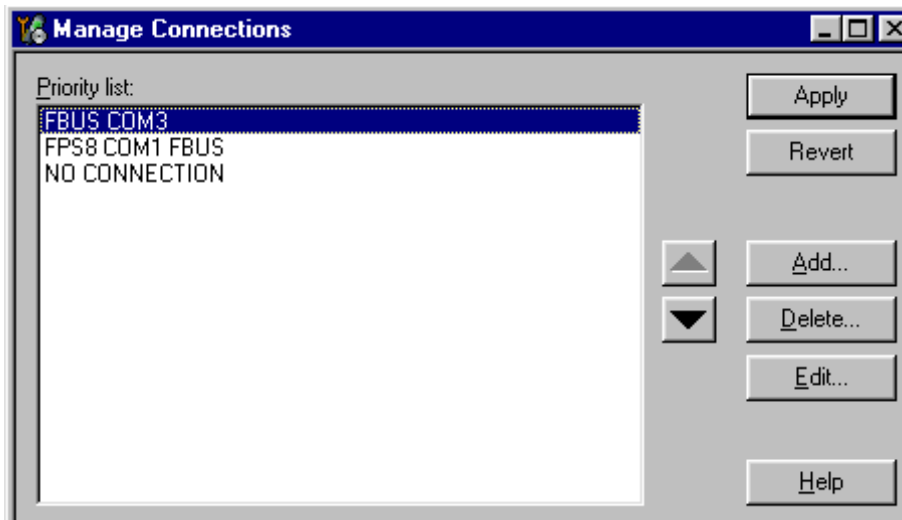 Manage Connections
Priority list:
FBUS COM3
FPS8 COM1 FBUS
NO CONNECTION
Apply
Revert
Add...
Delete...
Edit...
Help